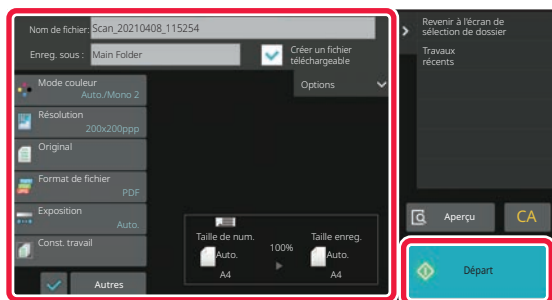 Nom de fichier:
Scan_20210408_115254
Enreg. sous :
Main Folder
Créer un fichier
téléchargeable
Mode couleur
Auto./Mono 2
Options
Résolution
200x200ppp
Original
Format de fichier
PDF
Exposition
Auto.
Const. travail
Autres
Taille de num.
Auto.
A4
100%
Taille enreg.
Auto.
A4
Revenir à l'écran de
sélection de dossier
Travaux
récents
Aperçu
CA
Départ